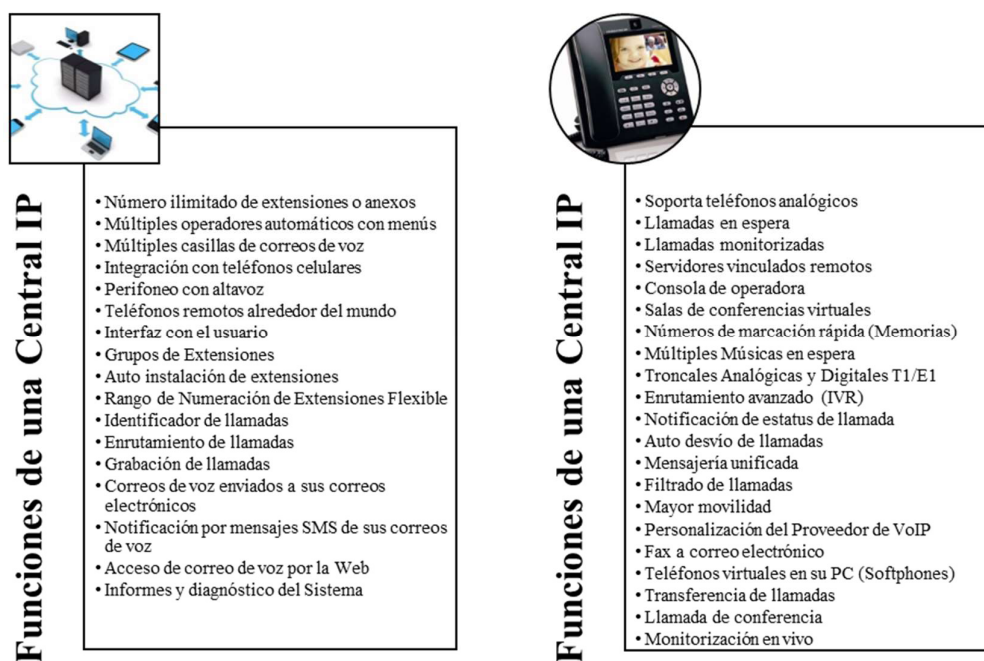 Funciones de una Central IP
• Número ilimitado de extensiones o anexos
• Múltiples operadores automáticos con menús
• Múltiples casillas de correos de voz
• Integración con teléfonos celulares
• Perifoneo con altavoz
• Teléfonos remotos alrededor del mundo
• Interfaz con el usuario
• Grupos de Extensiones
• Auto instalación de extensiones
• Rango de Numeración de Extensiones Flexible
• Identificador de llamadas
• Enrutamiento de llamadas
• Grabación de llamadas
• Correos de voz enviados a sus correos
electrónicos
• Notificación por mensajes SMS de sus correos
de voz
• Acceso de correo de voz por la Web
• Informes y diagnóstico del Sistema
Funciones de una Central IP
• Soporta teléfonos analógicos
• Llamadas en espera
• Llamadas monitorizadas
• Servidores vinculados remotos
• Consola de operadora
• Salas de conferencias virtuales
• Números de marcación rápida (Memorias)
• Múltiples Músicas en espera
• Troncales Analógicas y Digitales T1/E1
• Enrutamiento avanzado (IVR)
• Notificación de estatus de llamada
• Auto desvío de llamadas
• Mensajería unificada
• Filtrado de llamadas
• Mayor movilidad
• Personalización del Proveedor de VoIP
• Fax a correo electrónico
• Teléfonos virtuales en su PC (Softphones)
• Transferencia de llamadas
• Llamada de conferencia
• Monitorización en vivo